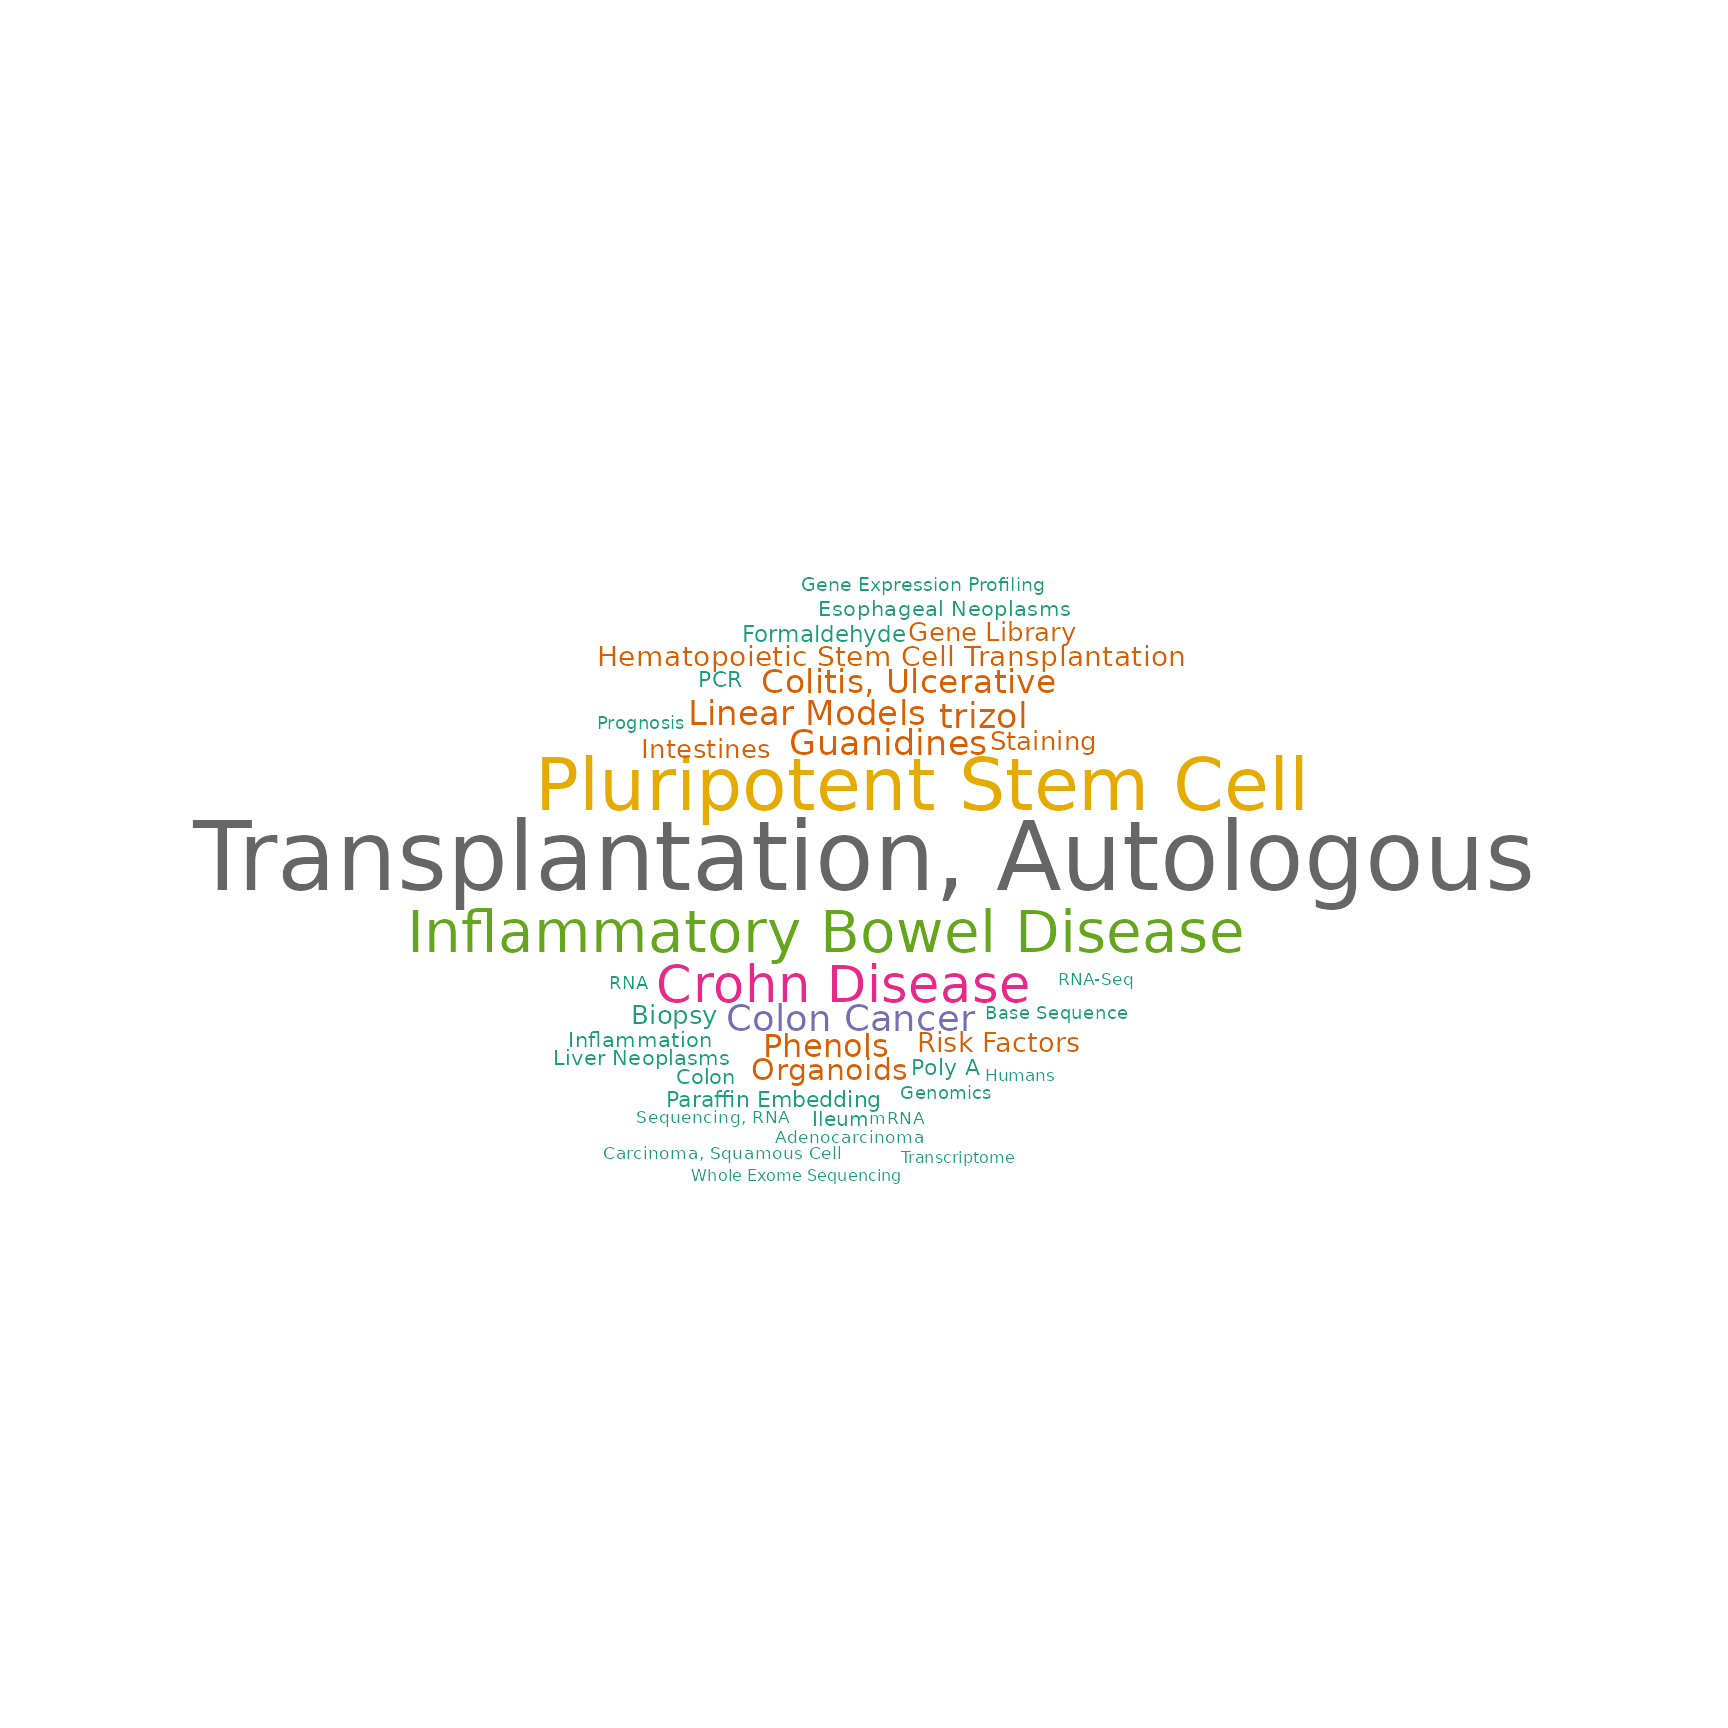 Gene Expression Profiling
Esophageal Neoplasms
Formaldehyde Gene Library
Hematopoietic Stem Cell Transplantation
PCR Colitis, Ulcerative
Linear Models trizol
Prognosis
Guanidines Staining
Intestines
Pluripotent Stem Cell
Transplantation, Autologous
Inflammatory Bowel Disease
RNA Crohn Disease RNA-Seq
Biopsy Colon Cancer Base Sequence
Inflammation Phenols Risk Factors
Liver Neoplasms
Organoids Poly A
Colon Humans
Paraffin Embedding Genomics
Sequencing, RNA Ileum mRNA
Adenocarcinoma
Carcinoma, Squamous Cell Transcriptome
Whole Exome Sequencing